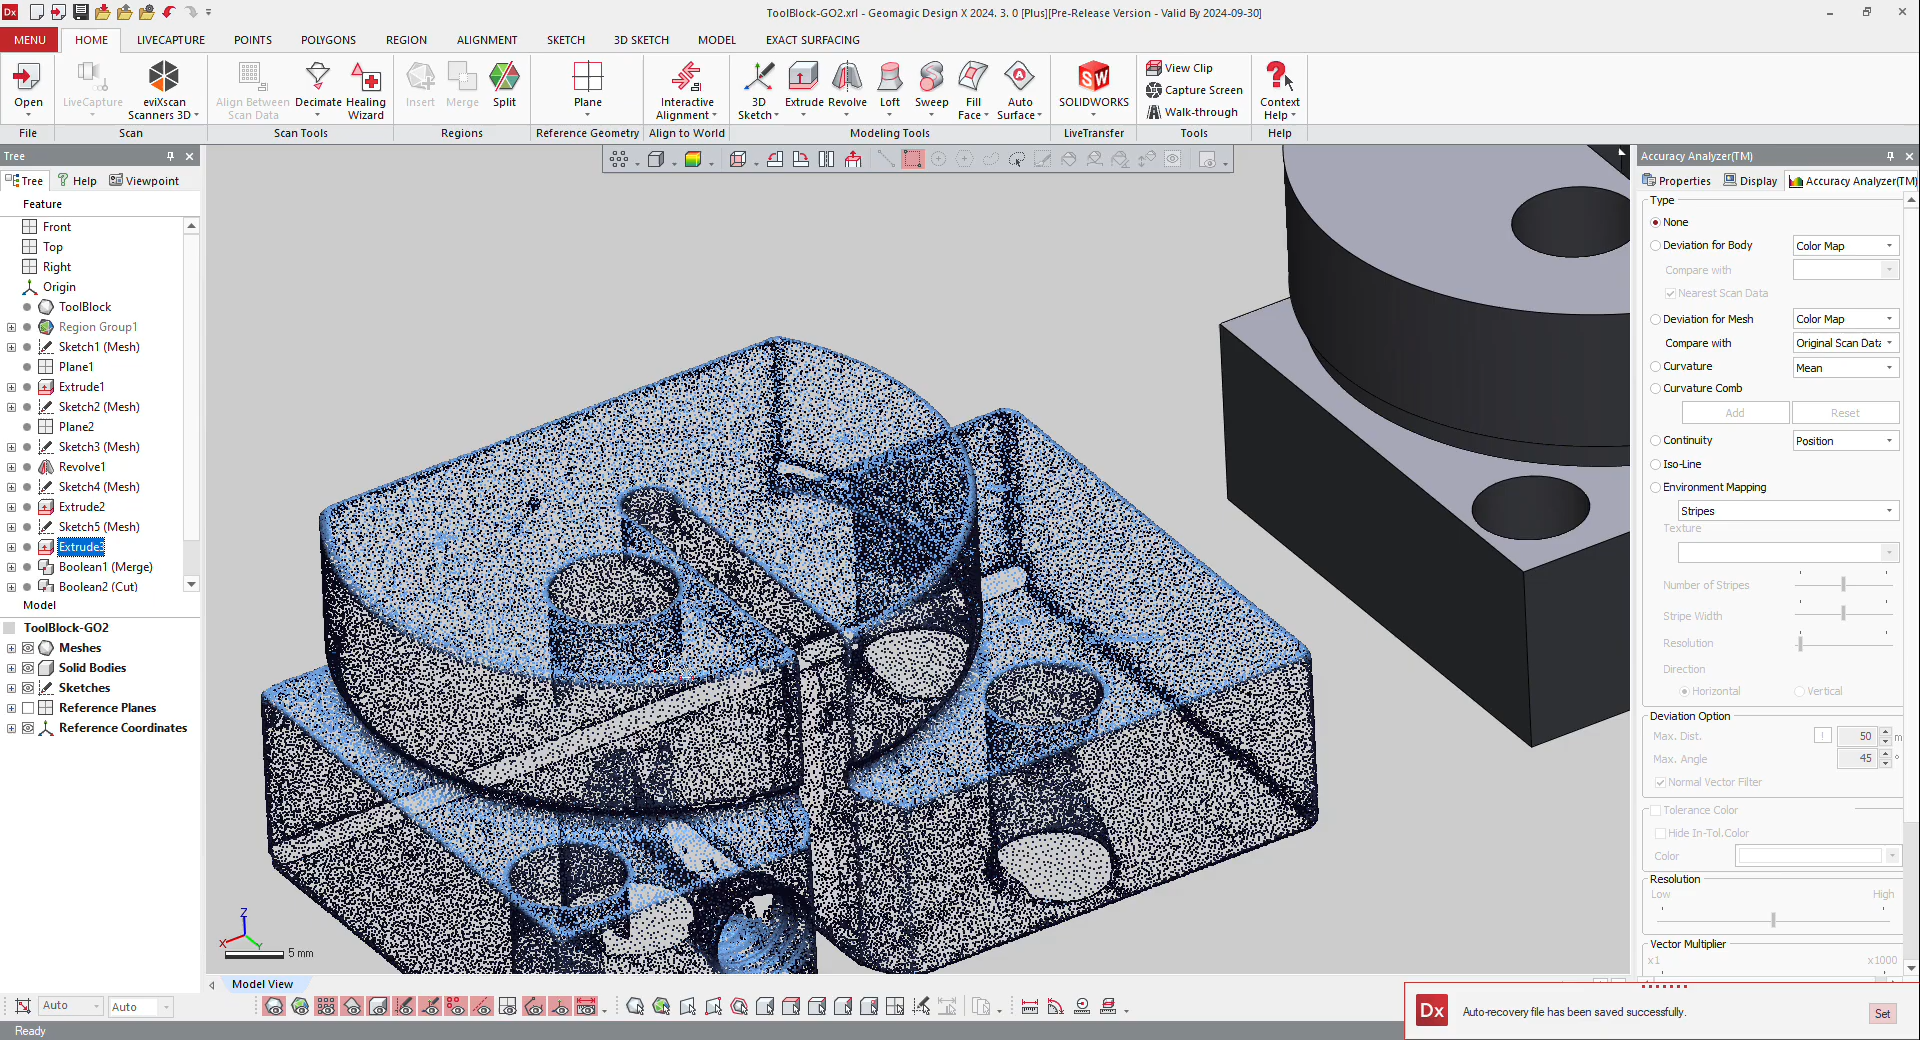 Dx
ToolBlock-GO2.xrl - Geomagic Design X 2024. 3. 0 [Plus][Pre-Release Version - Valid By 2024-09-30]
MENU HOME LIVECAPTURE POINTS POLYGONS REGION ALIGNMENT SKETCH 3D SKETCH MODEL EXACT SURFACING
Open
LiveCapture
eviXscan
Scanners 3D
Align Between
Scan Data
Decimate
Healing
Wizard
Insert
Merge
Split
Plane
Interactive
Alignment
3D
Sketch
Extrude
Revolve
Loft
Sweep
Fill
Face
Auto
Surface
SW
SOLIDWORKS
View Clip
Capture Screen
Walk-through
Context
Help
File Scan Scan Tools Regions Reference Geometry Align to World Modeling Tools LiveTransfer Tools Help
Tree
Tree Help Viewpoint
Feature
Front
Top
Right
Origin
ToolBlock
Region Group1
Sketch1 (Mesh)
Plane1
Extrude1
Sketch2 (Mesh)
Plane2
Sketch3 (Mesh)
Revolve1
Sketch4 (Mesh)
Extrude2
Sketch5 (Mesh)
Extrude3
Boolean1 (Merge)
Boolean2 (Cut)
Model
ToolBlock-GO2
Meshes
Solid Bodies
Sketches
Reference Planes
Reference Coordinates
Z
X
Y
5 mm
Model View
Auto
Auto
Ready
Accuracy Analyzer(TM)
Properties Display Accuracy Analyzer(TM)
Type
None
Deviation for Body Color Map
Compare with
Nearest Scan Data
Deviation for Mesh Color Map
Compare with Original Scan Data
Curvature Mean
Curvature Comb
Add Reset
Continuity Position
Iso-Line
Environment Mapping
Stripes
Texture
Number of Stripes
Stripe Width
Resolution
Direction
Horizontal Vertical
Deviation Option
Max. Dist. ! 50 m
Max. Angle 45 °
Normal Vector Filter
Tolerance Color
Hide In-Tol.Color
Color
Resolution
Low High
Vector Multiplier
x1 x1000
Dx
Auto-recovery file has been saved successfully.
Set